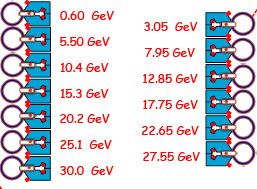 0.60 GeV
5.50 GeV
10.4 GeV
15.3 GeV
20.2 GeV
25.1 GeV
30.0 GeV
3.05 GeV
7.95 GeV
12.85 GeV
17.75 GeV
22.65 GeV
27.55 GeV